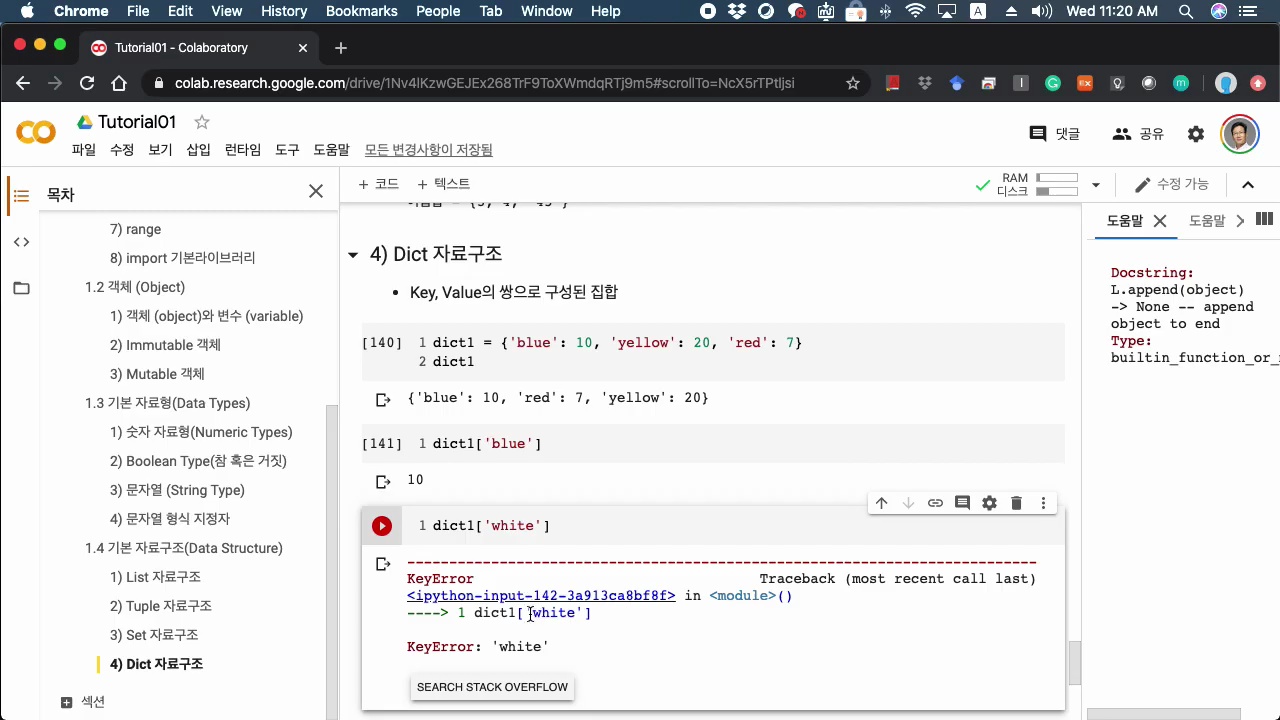 Chrome File Edit View History Bookmarks People Tab Window Help A Wed 11:20 AM
Tutorial01 - Colaboratory
colab.research.google.com/drive/1Nv4lKzwGEJEx268TrF9ToXWmdqRTj9m5#scrollTo=NcX5rTPtljsi
Tutorial01
댓글 공유
파일 수정 보기 삽입 런타임 도구 도움말 모든 변경사항이 저장됨
목차
+ 코드 + 텍스트
RAM
디스크
수정 가능
7) range
8) import 기본라이브러리
1.2 객체 (Object)
1) 객체 (object)와 변수 (variable)
2) Immutable 객체
3) Mutable 객체
1.3 기본 자료형(Data Types)
1) 숫자 자료형(Numeric Types)
2) Boolean Type(참 혹은 거짓)
3) 문자열 (String Type)
4) 문자열 형식 지정자
1.4 기본 자료구조(Data Structure)
1) List 자료구조
2) Tuple 자료구조
3) Set 자료구조
4) Dict 자료구조
섹션
4) Dict 자료구조
• Key, Value의 쌍으로 구성된 집합
[140] 1 dict1 = {'blue': 10, 'yellow': 20, 'red': 7}
2 dict1
{'blue': 10, 'red': 7, 'yellow': 20}
[141] 1 dict1['blue']
10
1 dict1['white']
KeyError Traceback (most recent call last)
<ipython-input-142-3a913ca8bf8f> in <module>()
----> 1 dict1['white']
KeyError: 'white'
SEARCH STACK OVERFLOW
도움말 도움말
Docstring:
L.append(object)
-> None -- append
object to end
Type:
builtin_function_or_